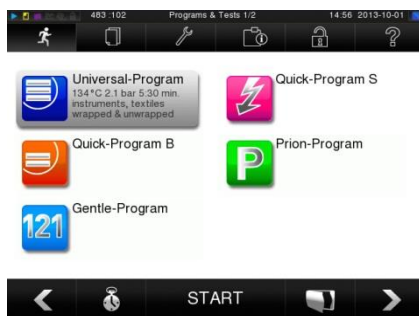 483 :102 Programs & Tests 1/2 14:56 2013-10-01
Universal-Program
134°C 2.1 bar 5:30 min.
instruments, textiles
wrapped & unwrapped
Quick-Program S
Quick-Program B
P
Prion-Program
121
Gentle-Program
START